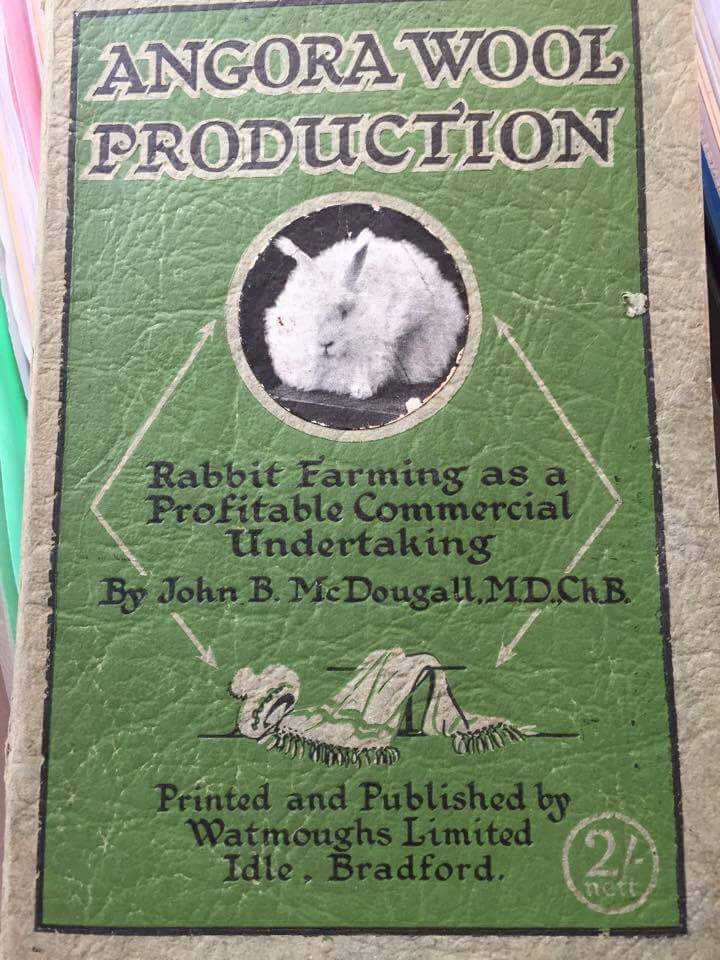 ANGORA WOOL
PRODUCTION
Rabbit Farming as a
Profitable Commercial
Undertaking
By John B. McDougall, M.D., Ch.B.
Printed and Published by
Watmoughs Limited
Idle, Bradford.
2/-
nett